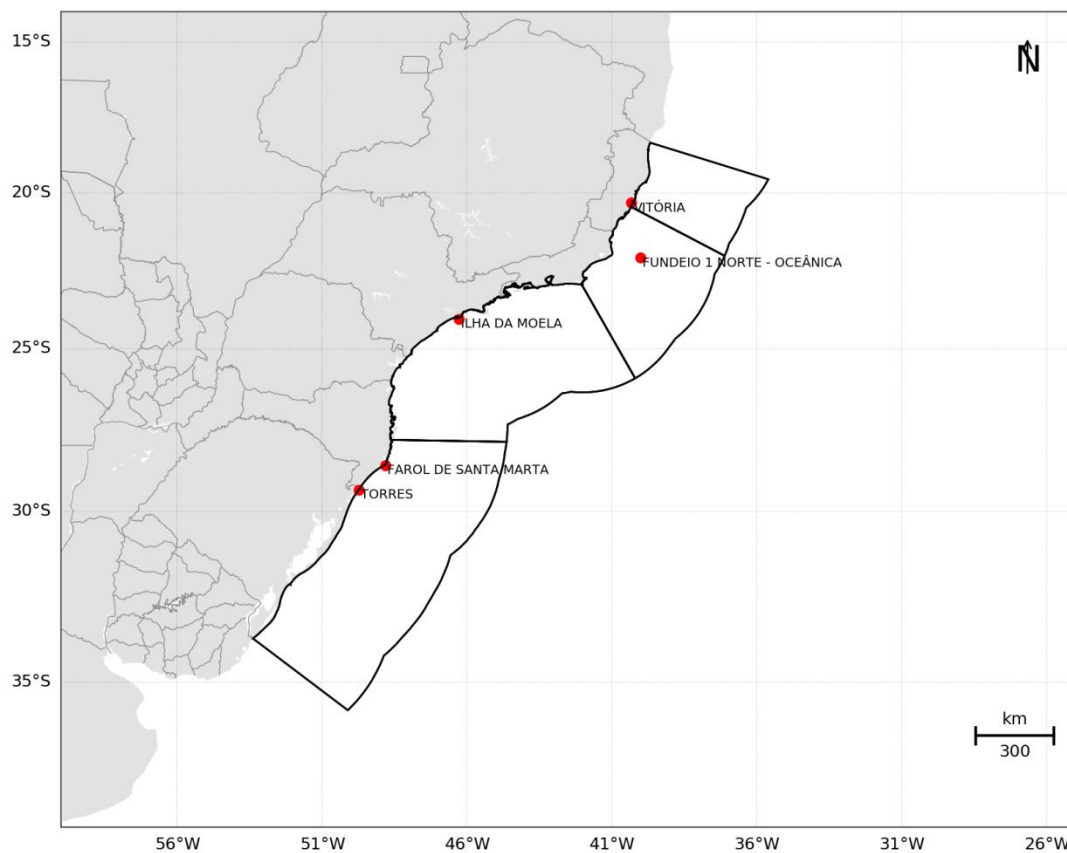 15°S
N
20°S
VITÓRIA
FUNDEIO 1 NORTE - OCEÂNICA
ILHA DA MOELA
25°S
FAROL DE SANTA MARTA
TORRES
30°S
35°S
km
300
56°W 51°W 46°W 41°W 36°W 31°W 26°W